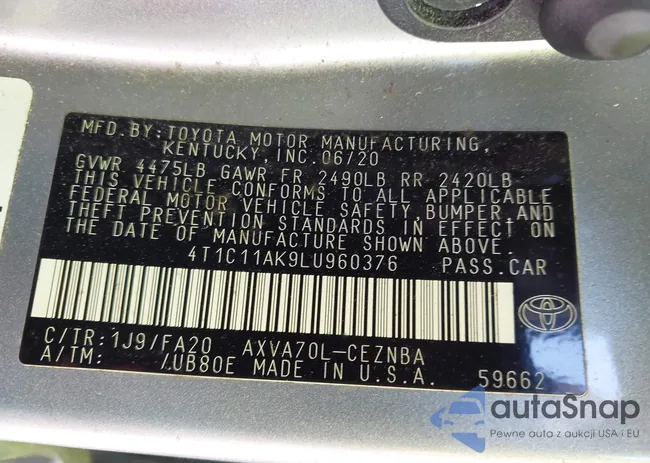 MFD.BY:TOYOTA MOTOR MANUFACTURING,
KENTUCKY,INC.06/20
GVWR 4475LB GAWR FR 2490LB RR 2420LB
THIS VEHICLE CONFORMS TO ALL APPLICABLE
FEDERAL MOTOR VEHICLE SAFETY,BUMPER,AND
THEFT PREVENTION STANDARDS IN EFFECT ON
THE DATE OF MANUFACTURE SHOWN ABOVE.
4T1C11AK9LU960376 PASS.CAR
C/TR:1J9/FA20 AXVA70L-CEZNBA
A/TM: /UB80E MADE IN U.S.A. 59662
autaSnap
Pewne auta z aukcji USA i EU